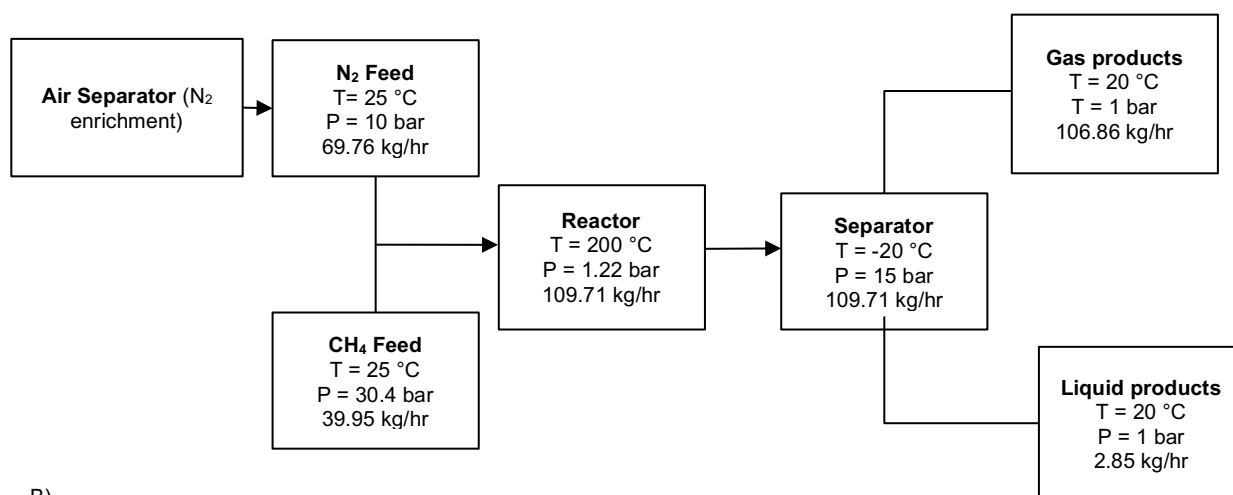 Air Separator (N₂
enrichment)
N₂ Feed
T= 25 °C
P = 10 bar
69.76 kg/hr
CH₄ Feed
T = 25 °C
P = 30.4 bar
39.95 kg/hr
Reactor
T = 200 °C
P = 1.22 bar
109.71 kg/hr
Separator
T = -20 °C
P = 15 bar
109.71 kg/hr
Gas products
T = 20 °C
T = 1 bar
106.86 kg/hr
Liquid products
T = 20 °C
P = 1 bar
2.85 kg/hr
B)